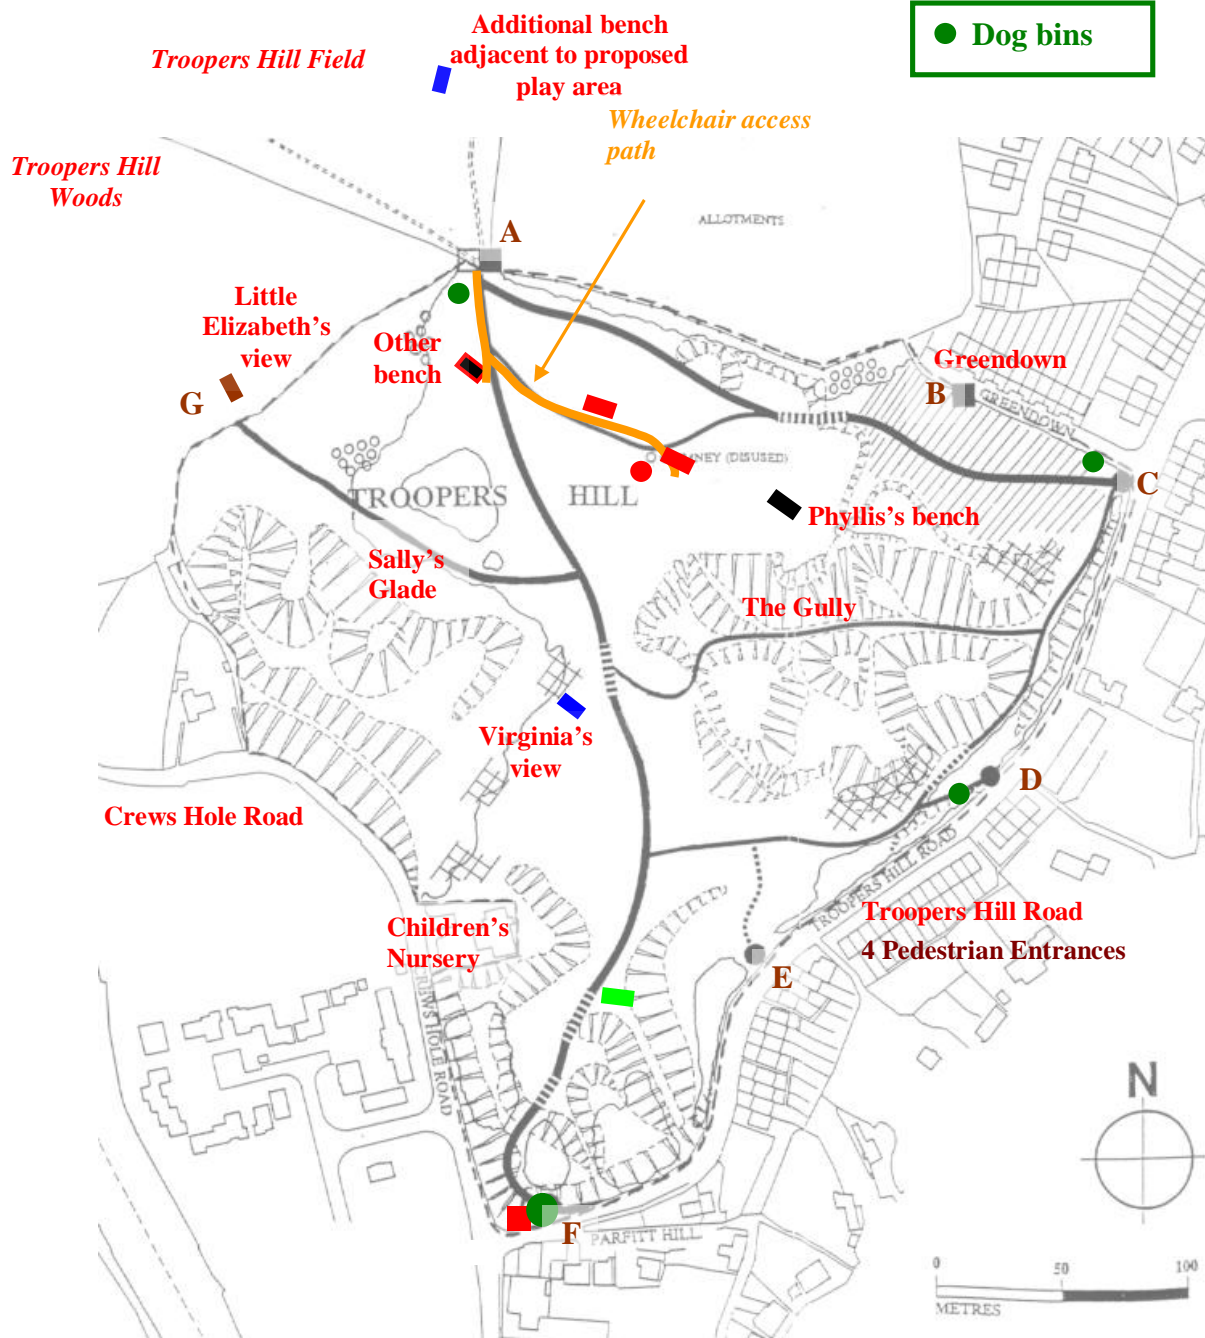 Additional bench
adjacent to proposed
play area
Dog bins
Troopers Hill Field
Wheelchair access
path
Troopers Hill
Woods
ALLOTMENTS
A
Little
Elizabeth's
view
Other
bench
Greendown
G
B
GREENDOWN
(DISUSED)
C
TROOPERS HILL
Phyllis's bench
Sally's
Glade
The Gully
Virginia's
view
D
Crews Hole Road
TROOPERS HILL ROAD
Troopers Hill Road
4 Pedestrian Entrances
Children's
Nursery
E
HOLE ROAD
N
F
PARFITT HILL
0 50 100
METRES